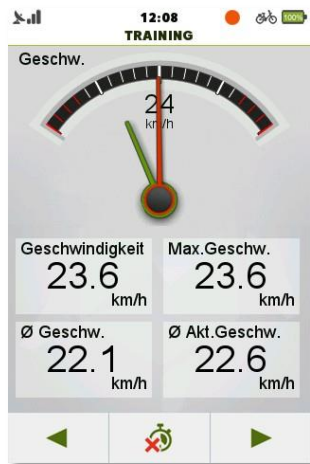 12:08
100%
TRAINING
Geschw.
24
km/h
Geschwindigkeit
23.6
km/h
Max.Geschw.
23.6
km/h
Ø Geschw.
22.1
km/h
Ø Akt.Geschw.
22.6
km/h